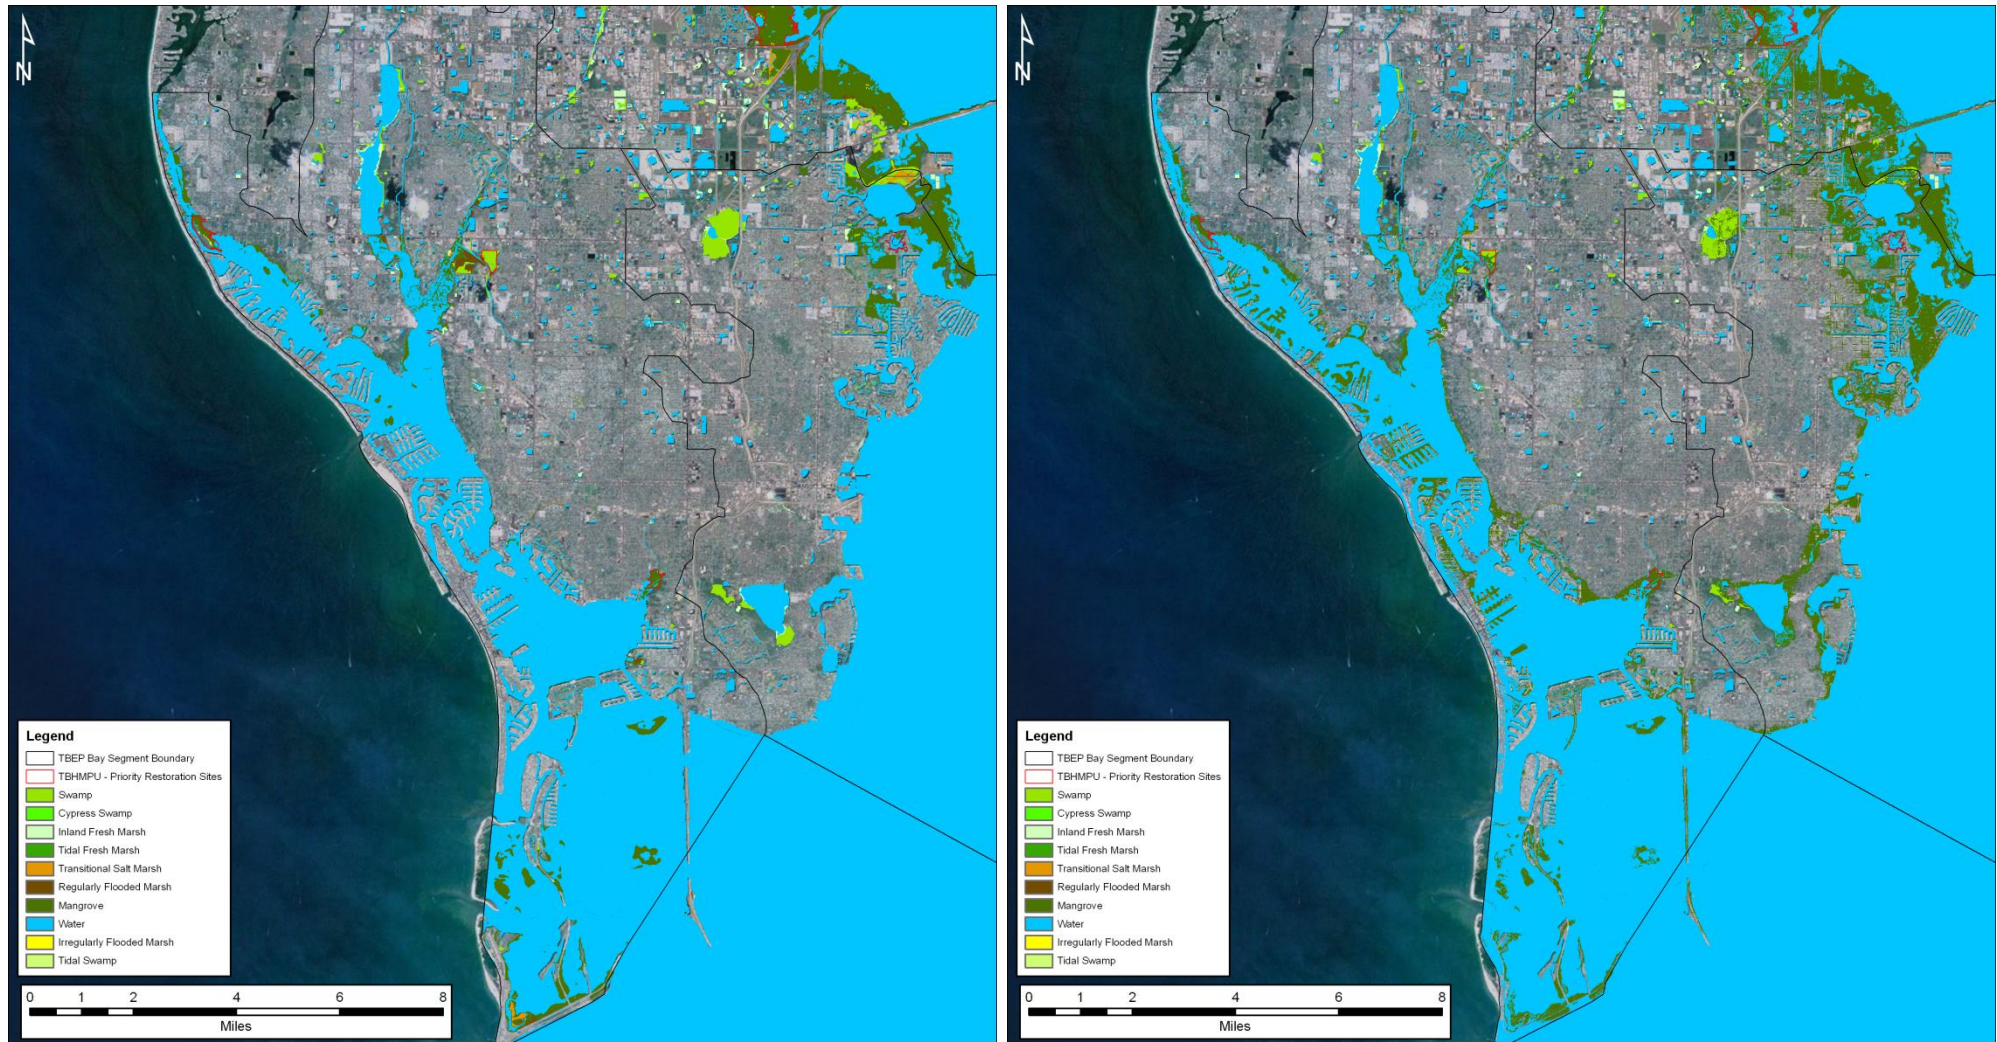 N
Legend
TBEP Bay Segment Boundary
TBHMPU - Priority Restoration Sites
Swamp
Cypress Swamp
Inland Fresh Marsh
Tidal Fresh Marsh
Transitional Salt Marsh
Regularly Flooded Marsh
Mangrove
Water
Irregularly Flooded Marsh
Tidal Swamp
0 1 2 4 6 8
Miles
N
Legend
TBEP Bay Segment Boundary
TBHMPU - Priority Restoration Sites
Swamp
Cypress Swamp
Inland Fresh Marsh
Tidal Fresh Marsh
Transitional Salt Marsh
Regularly Flooded Marsh
Mangrove
Water
Irregularly Flooded Marsh
Tidal Swamp
0 1 2 4 6 8
Miles